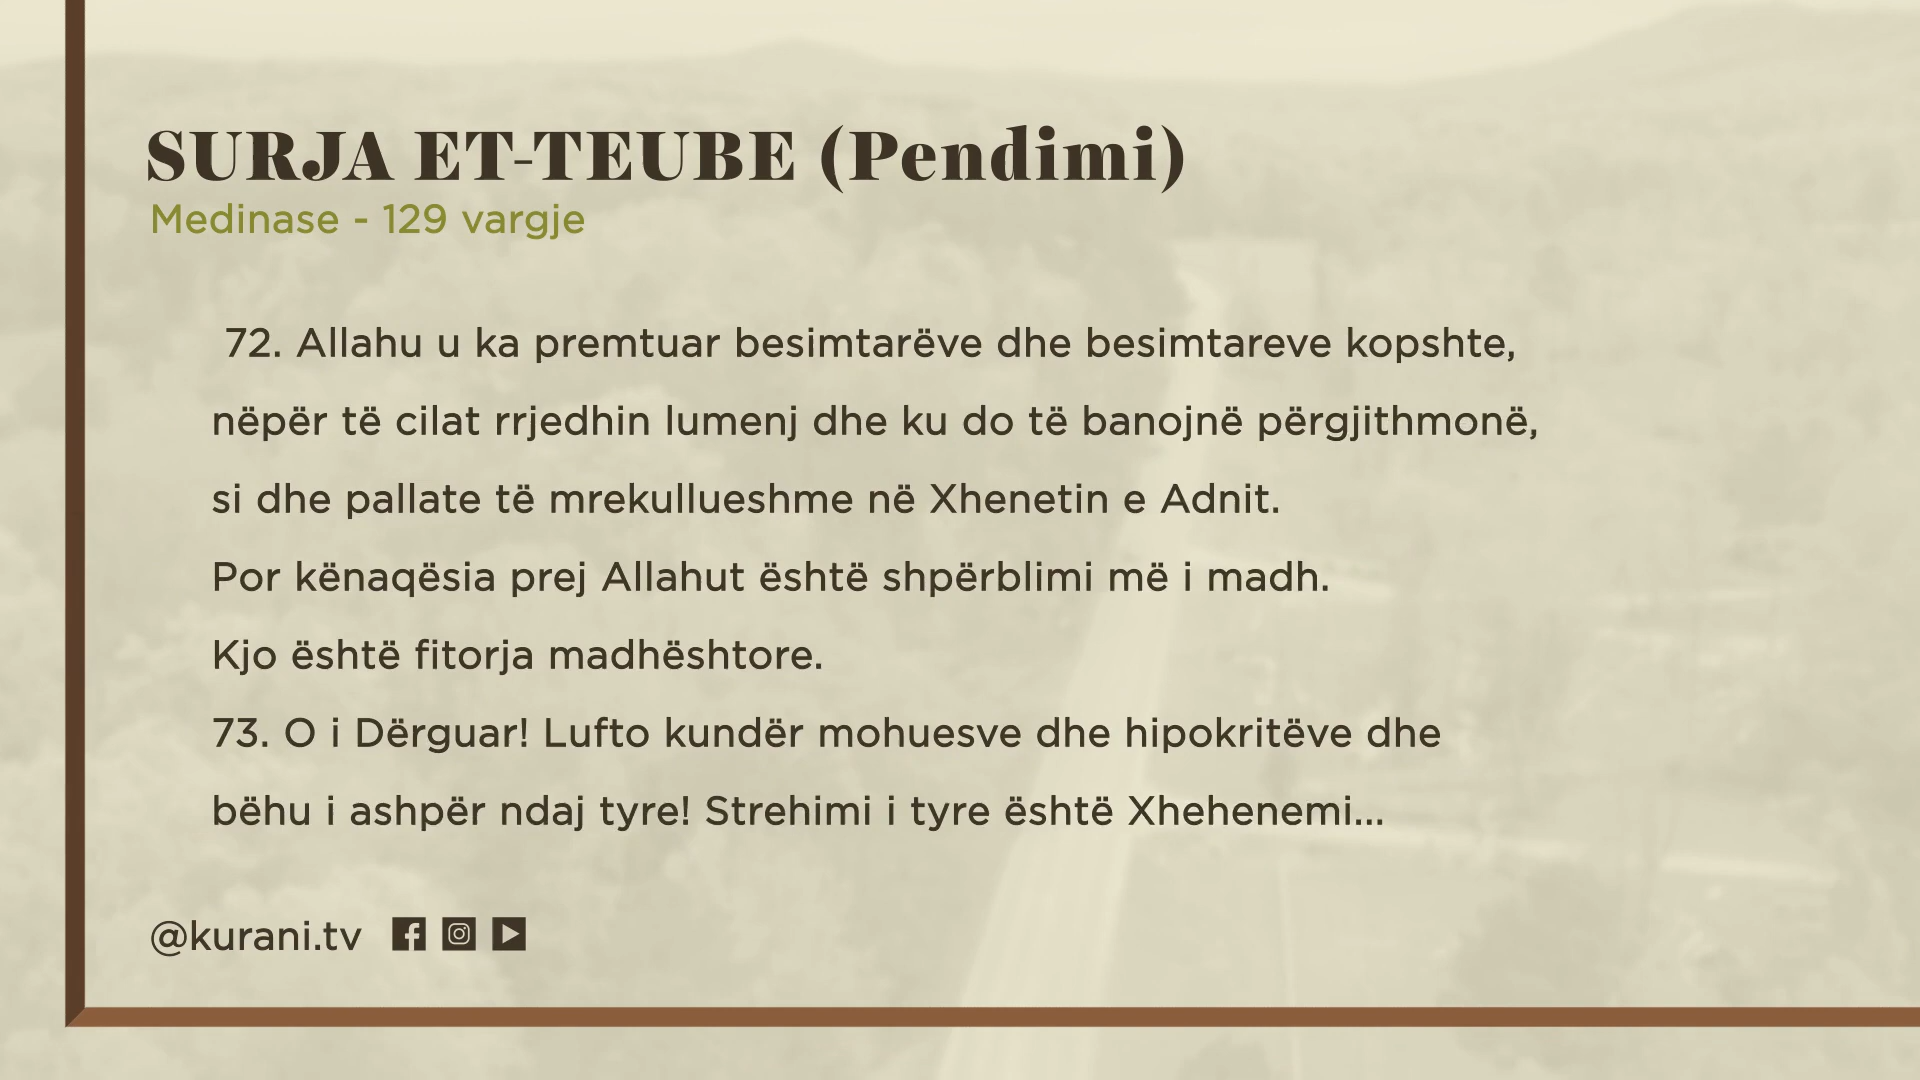 SURJA ET-TEUBE (Pendimi)
Medinase - 129 vargje
72. Allahu u ka premtuar besimtarëve dhe besimtareve kopshte,
nëpër të cilat rrjedhin lumenj dhe ku do të banojnë përgjithmonë,
si dhe pallate të mrekullueshme në Xhenetin e Adnit.
Por kënaqësia prej Allahut është shpërblimi më i madh.
Kjo është fitorja madhështore.
73. O i Dërguar! Lufto kundër mohuesve dhe hipokritëve dhe
bëhu i ashpër ndaj tyre! Strehimi i tyre është Xhehenemi...
@kurani.tv